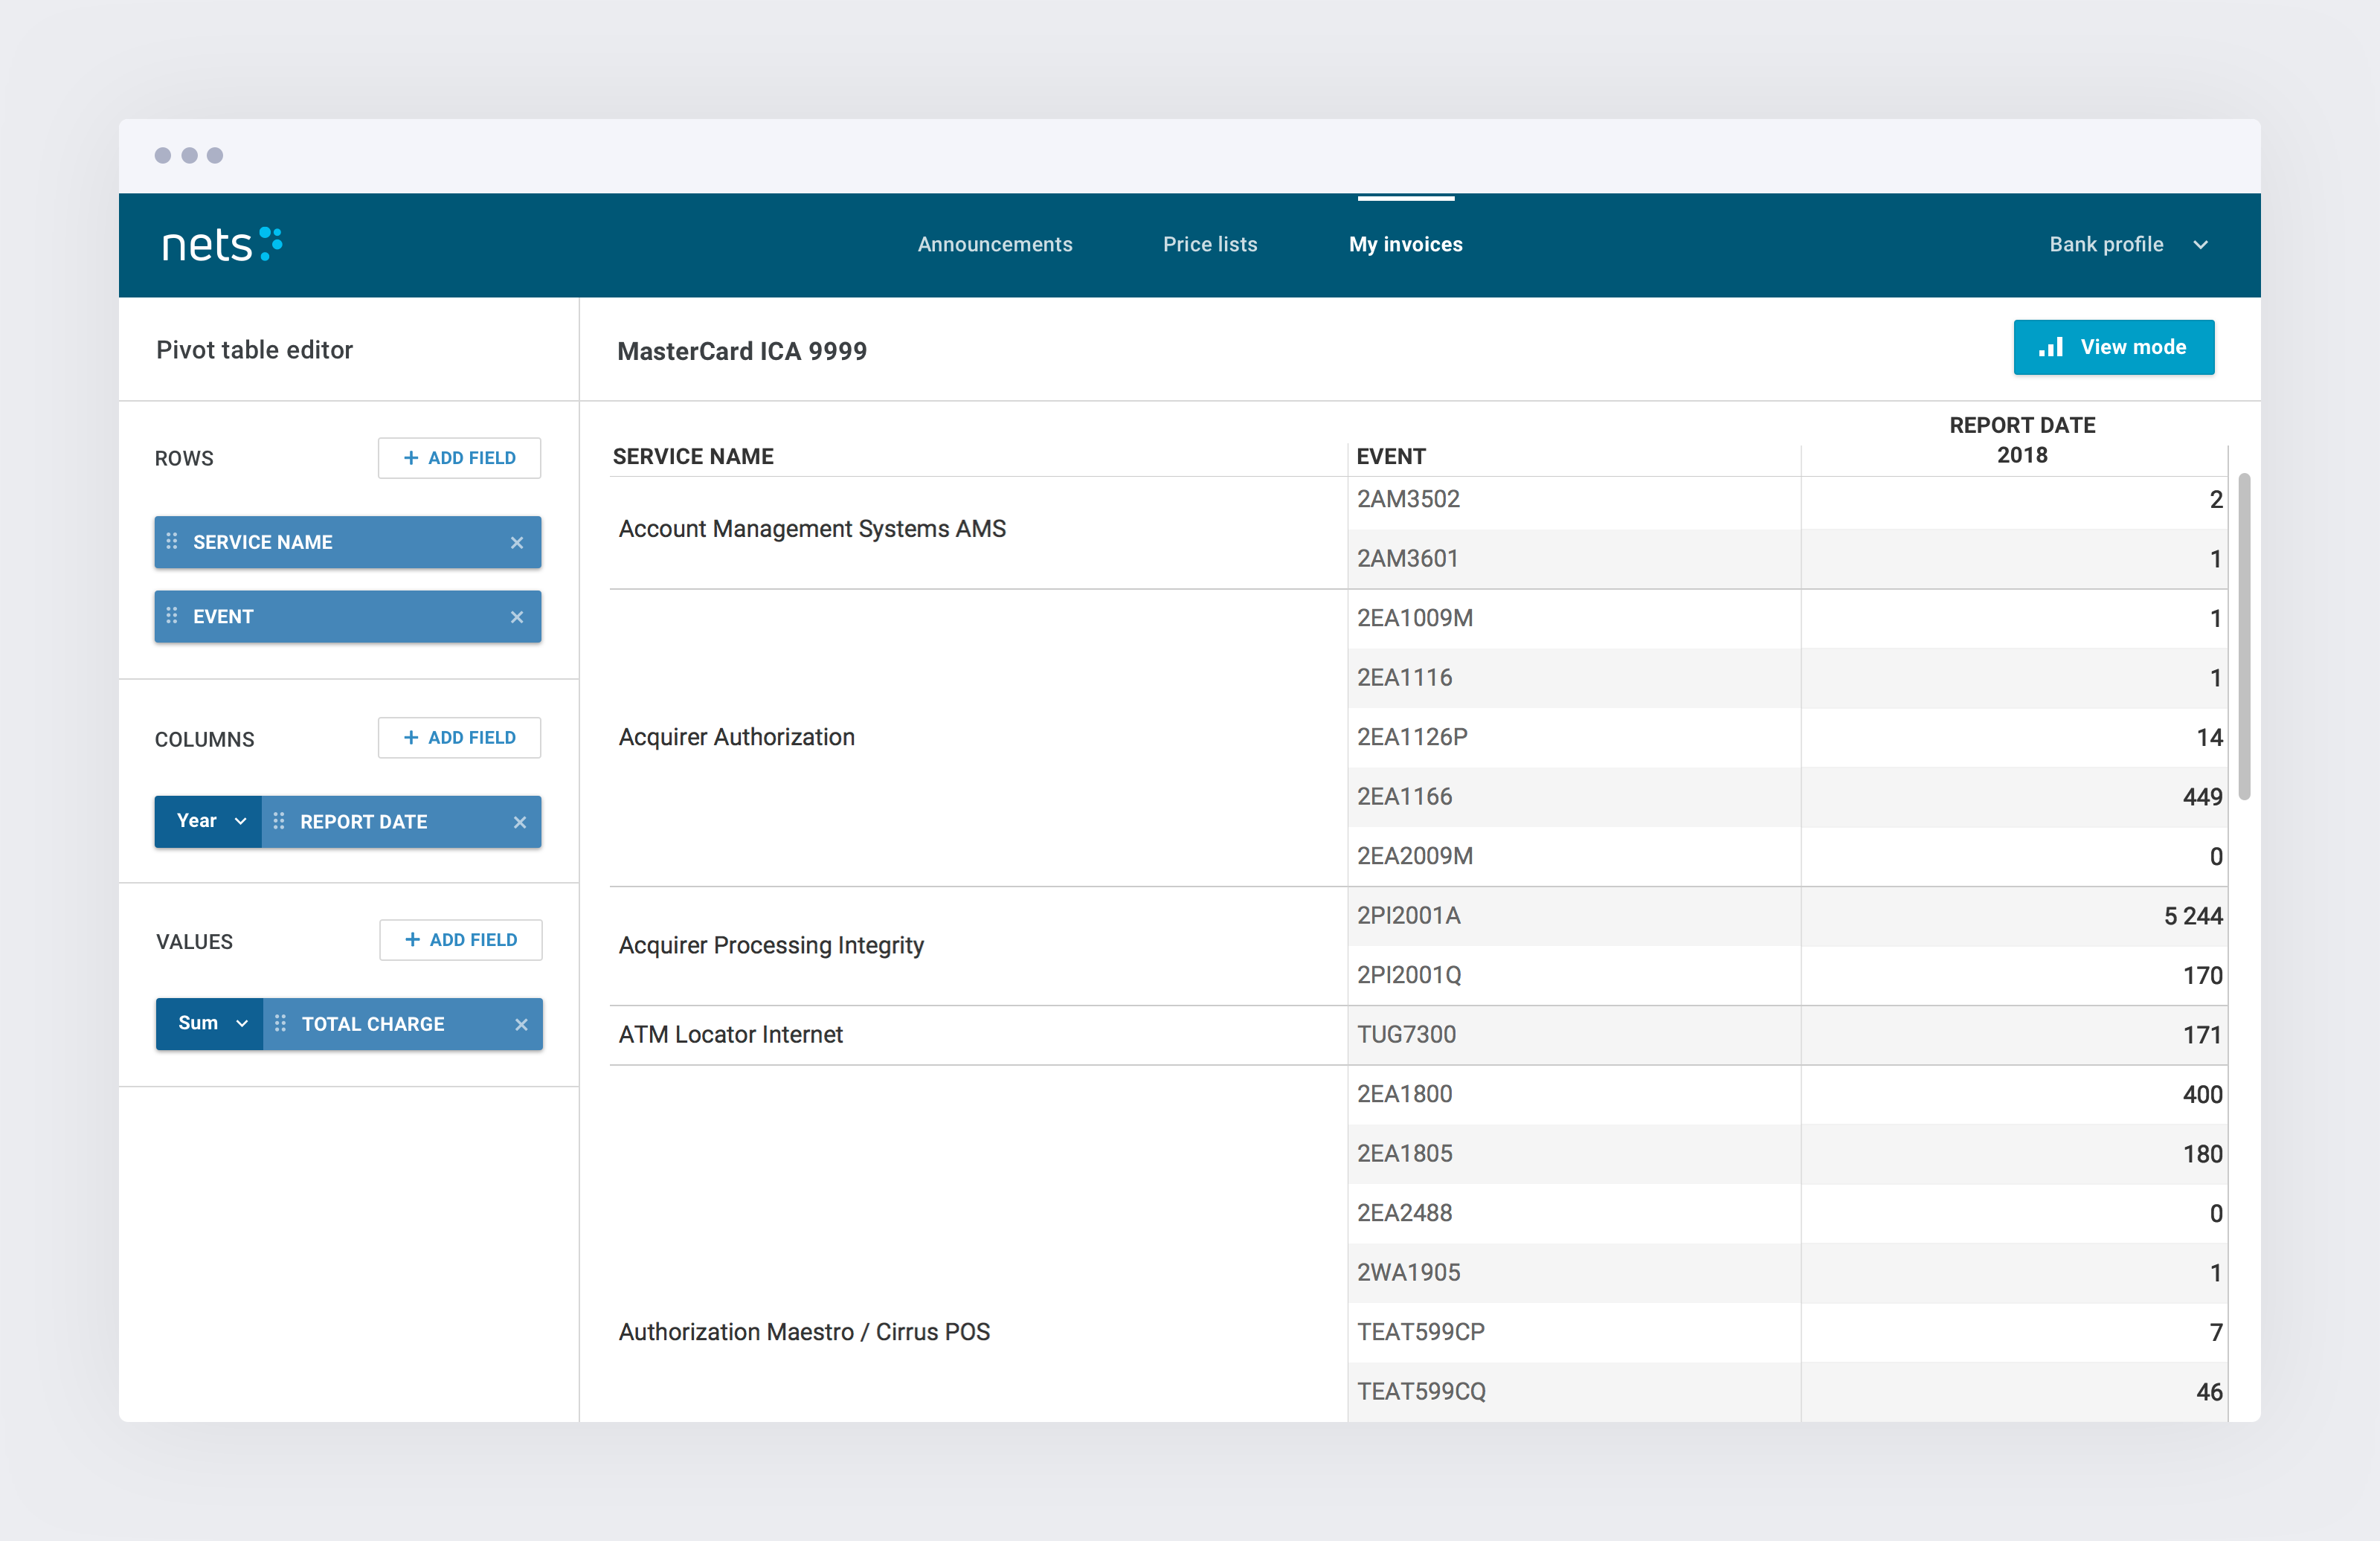 nets
Announcements
Price lists
My invoices
Bank profile
Pivot table editor
MasterCard ICA 9999
View mode
ROWS
+ ADD FIELD
SERVICE NAME
EVENT
COLUMNS
+ ADD FIELD
Year
REPORT DATE
VALUES
+ ADD FIELD
Sum
TOTAL CHARGE
REPORT DATE
SERVICE NAME EVENT 2018
Account Management Systems AMS
2AM3502 2
2AM3601 1
Acquirer Authorization
2EA1009M 1
2EA1116 1
2EA1126P 14
2EA1166 449
2EA2009M 0
Acquirer Processing Integrity
2PI2001A 5 244
2PI2001Q 170
ATM Locator Internet
TUG7300 171
Authorization Maestro / Cirrus POS
2EA1800 400
2EA1805 180
2EA2488 0
2WA1905 1
TEAT599CP 7
TEAT599CQ 46